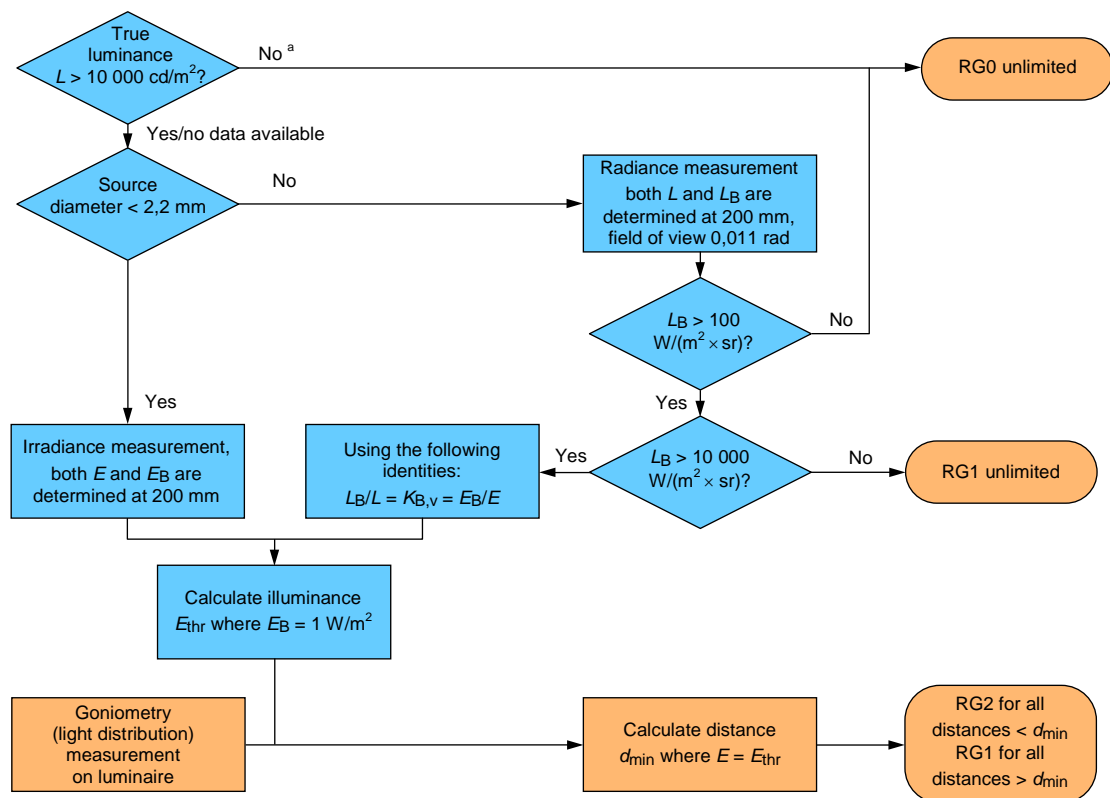 True
luminance
L > 10 000 cd/m²?
No ᵃ
RG0 unlimited
Yes/no data available
Source
diameter < 2,2 mm
No
Radiance measurement
both L and LB are
determined at 200 mm,
field of view 0,011 rad
LB > 100
W/(m² × sr)?
No
Yes
Yes
Irradiance measurement,
both E and EB are
determined at 200 mm
Using the following
identities:
LB/L = KB,v = EB/E
Yes
LB > 10 000
W/(m² × sr)?
No
RG1 unlimited
Calculate illuminance
Ethr where EB = 1 W/m²
Goniometry
(light distribution)
measurement
on luminaire
Calculate distance
dmin where E = Ethr
RG2 for all
distances < dmin
RG1 for all
distances > dmin